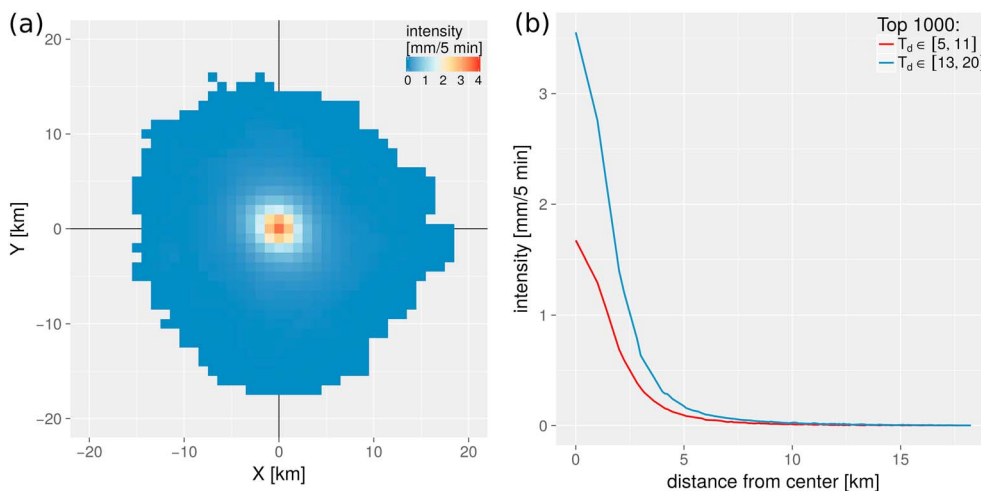 (a)
intensity
[mm/5 min]
0 1 2 3 4
20
10
0
−10
−20
Y [km]
−20 −10 0 10 20
X [km]
(b)
Top 1000:
T_d ∈ [5, 11]
T_d ∈ [13, 20]
3
2
1
0
intensity [mm/5 min]
0 5 10 15
distance from center [km]